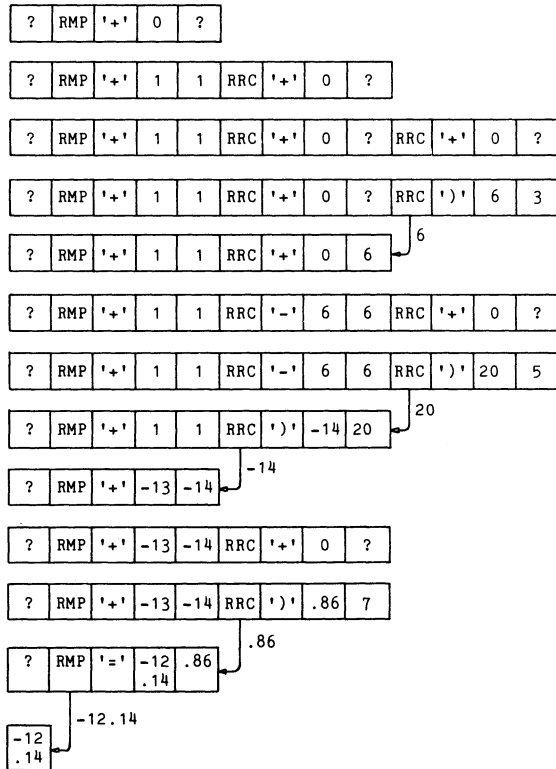 ? RMP '+' 0 ?
? RMP '+' 1 1 RRC '+' 0 ?
? RMP '+' 1 1 RRC '+' 0 ? RRC '+' 0 ?
? RMP '+' 1 1 RRC '+' 0 ? RRC ')' 6 3
6
? RMP '+' 1 1 RRC '+' 0 6
? RMP '+' 1 1 RRC '-' 6 6 RRC '+' 0 ?
? RMP '+' 1 1 RRC '-' 6 6 RRC ')' 20 5
20
? RMP '+' 1 1 RRC ')' -14 20
-14
? RMP '+' -13 -14
? RMP '+' -13 -14 RRC '+' 0 ?
? RMP '+' -13 -14 RRC ')' .86 7
.86
? RMP '=' -12 .86
.14
-12.14
-12
.14